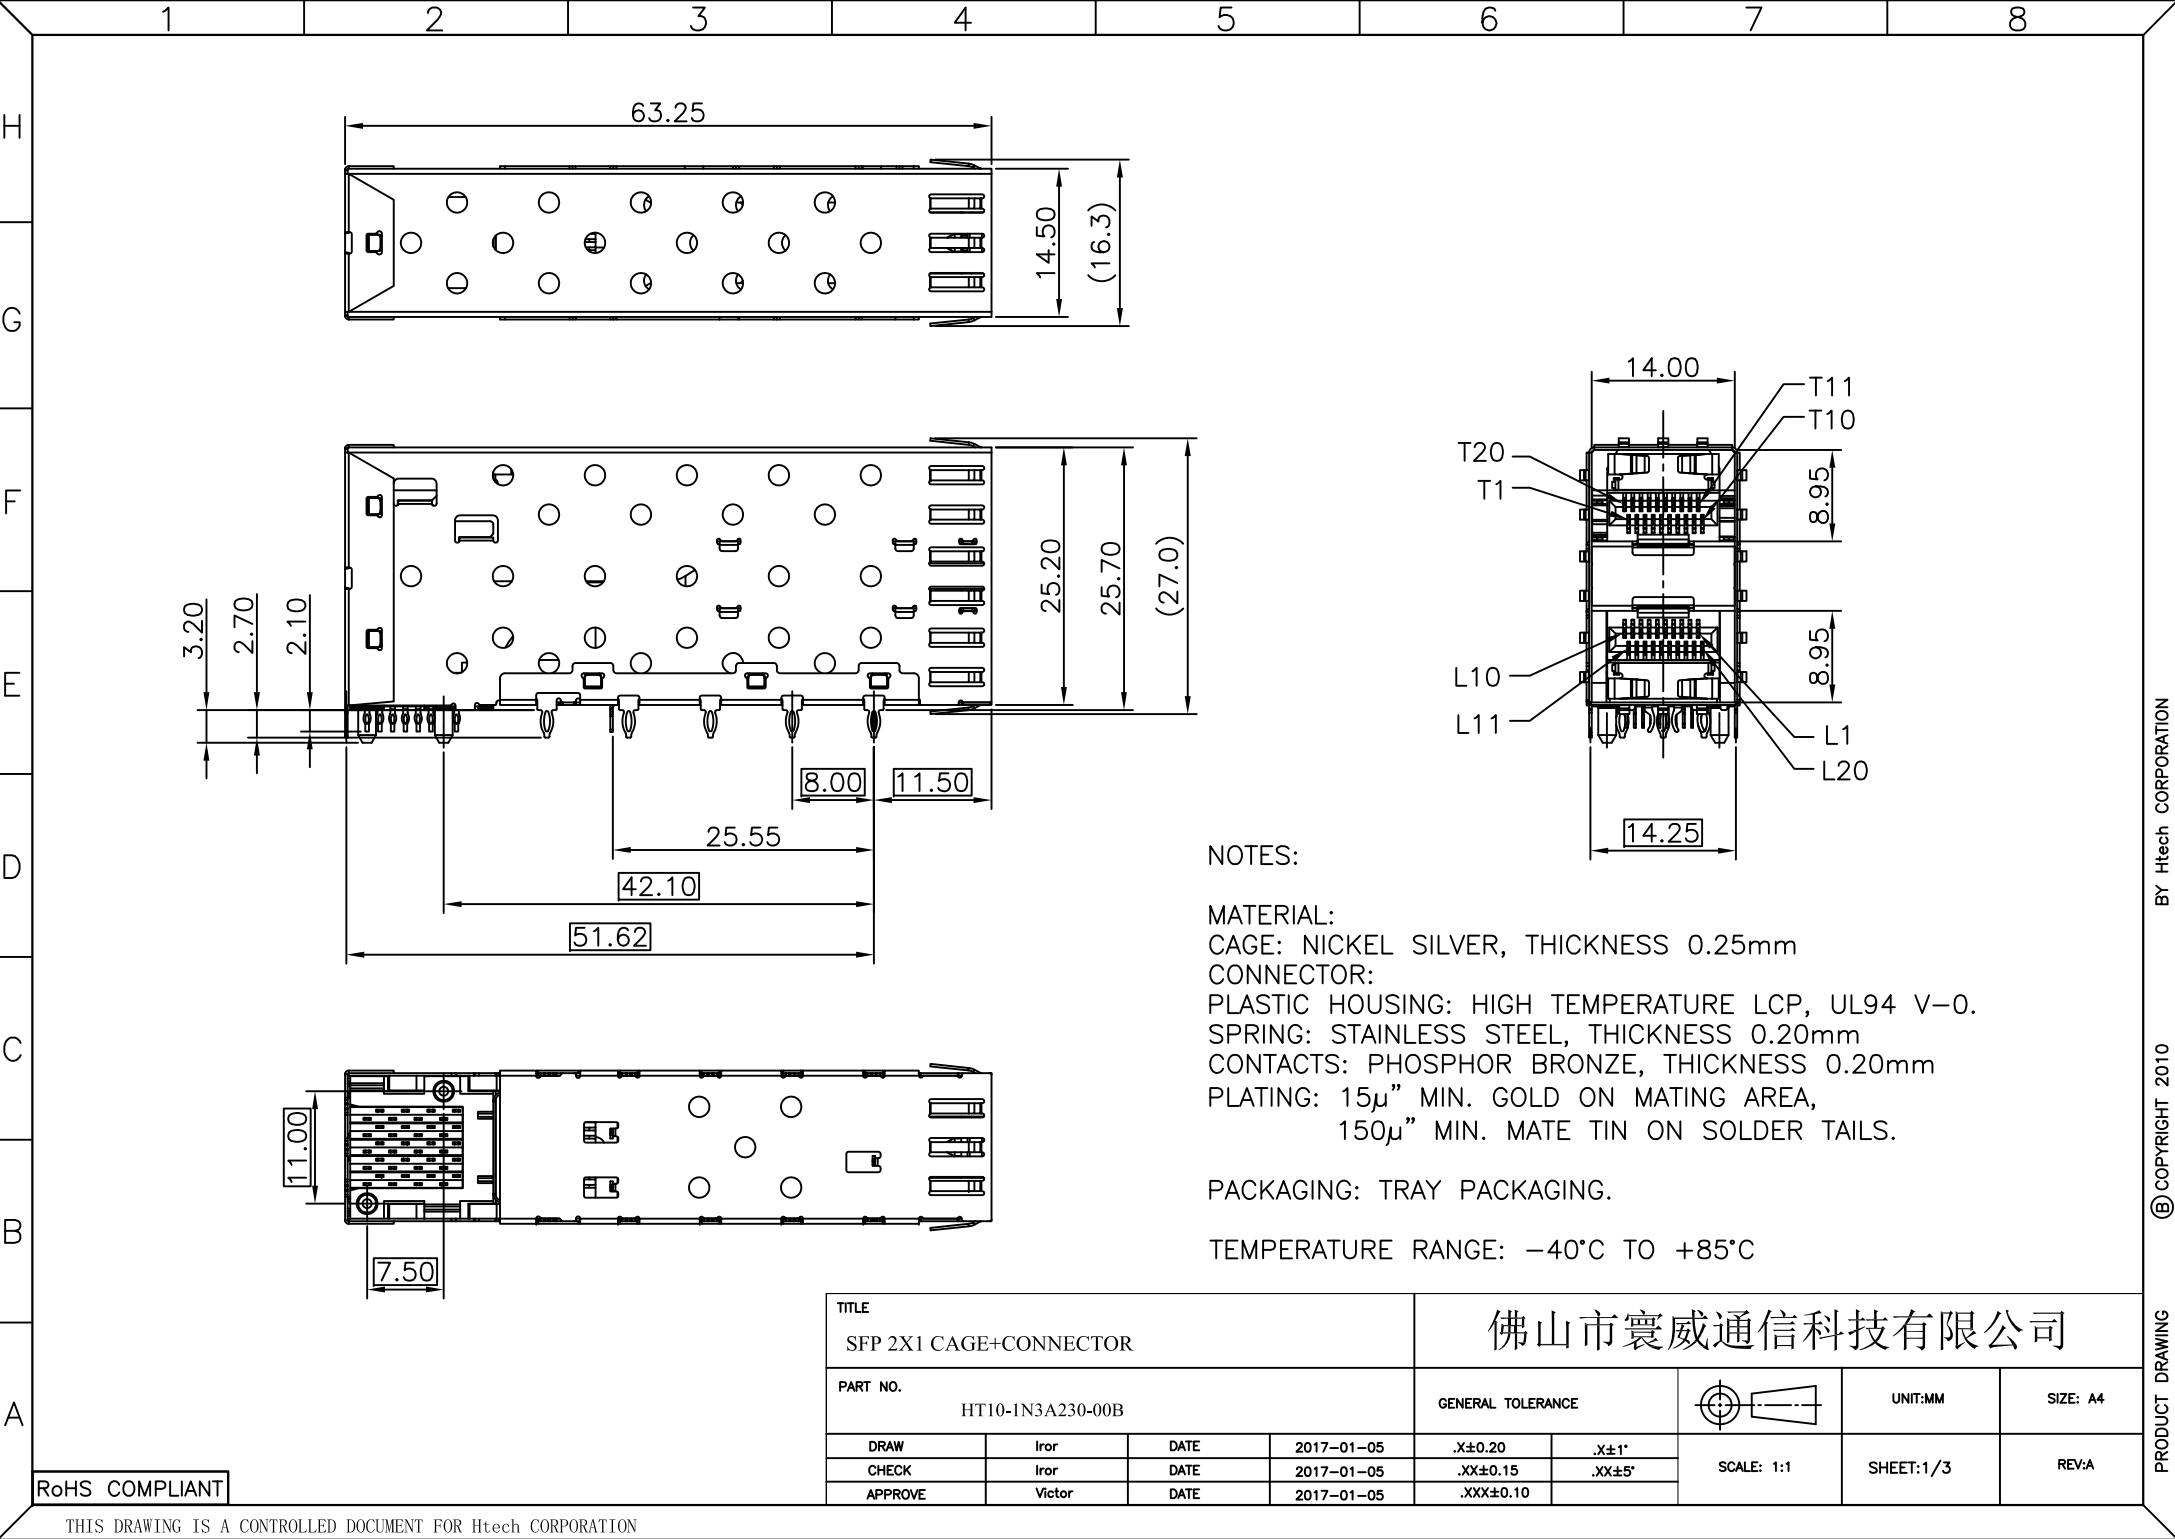 1 2 3 4 5 6 7 8
H
G
F
E
D
C
B
A
63.25
14.50
(16.3)
25.20
25.70
(27.0)
3.20
2.70
2.10
8.00
11.50
25.55
42.10
51.62
11.00
7.50
14.00
T11
T10
T20
T1
8.95
8.95
L10
L11
L1
L20
14.25
NOTES:
MATERIAL:
CAGE: NICKEL SILVER, THICKNESS 0.25mm
CONNECTOR:
PLASTIC HOUSING: HIGH TEMPERATURE LCP, UL94 V-0.
SPRING: STAINLESS STEEL, THICKNESS 0.20mm
CONTACTS: PHOSPHOR BRONZE, THICKNESS 0.20mm
PLATING: 15µ” MIN. GOLD ON MATING AREA,
150µ” MIN. MATE TIN ON SOLDER TAILS.
PACKAGING: TRAY PACKAGING.
TEMPERATURE RANGE: -40°C TO +85°C
TITLE
SFP 2X1 CAGE+CONNECTOR
佛山市寰威通信科技有限公司
PART NO.
HT10-1N3A230-00B
GENERAL TOLERANCE
UNIT:MM
SIZE: A4
DRAW Iror DATE 2017-01-05 .X±0.20 .X±1°
CHECK Iror DATE 2017-01-05 .XX±0.15 .XX±5°
APPROVE Victor DATE 2017-01-05 .XXX±0.10
SCALE: 1:1
SHEET:1/3
REV:A
RoHS COMPLIANT
THIS DRAWING IS A CONTROLLED DOCUMENT FOR Htech CORPORATION
PRODUCT DRAWING Ⓑ COPYRIGHT 2010 BY Htech CORPORATION